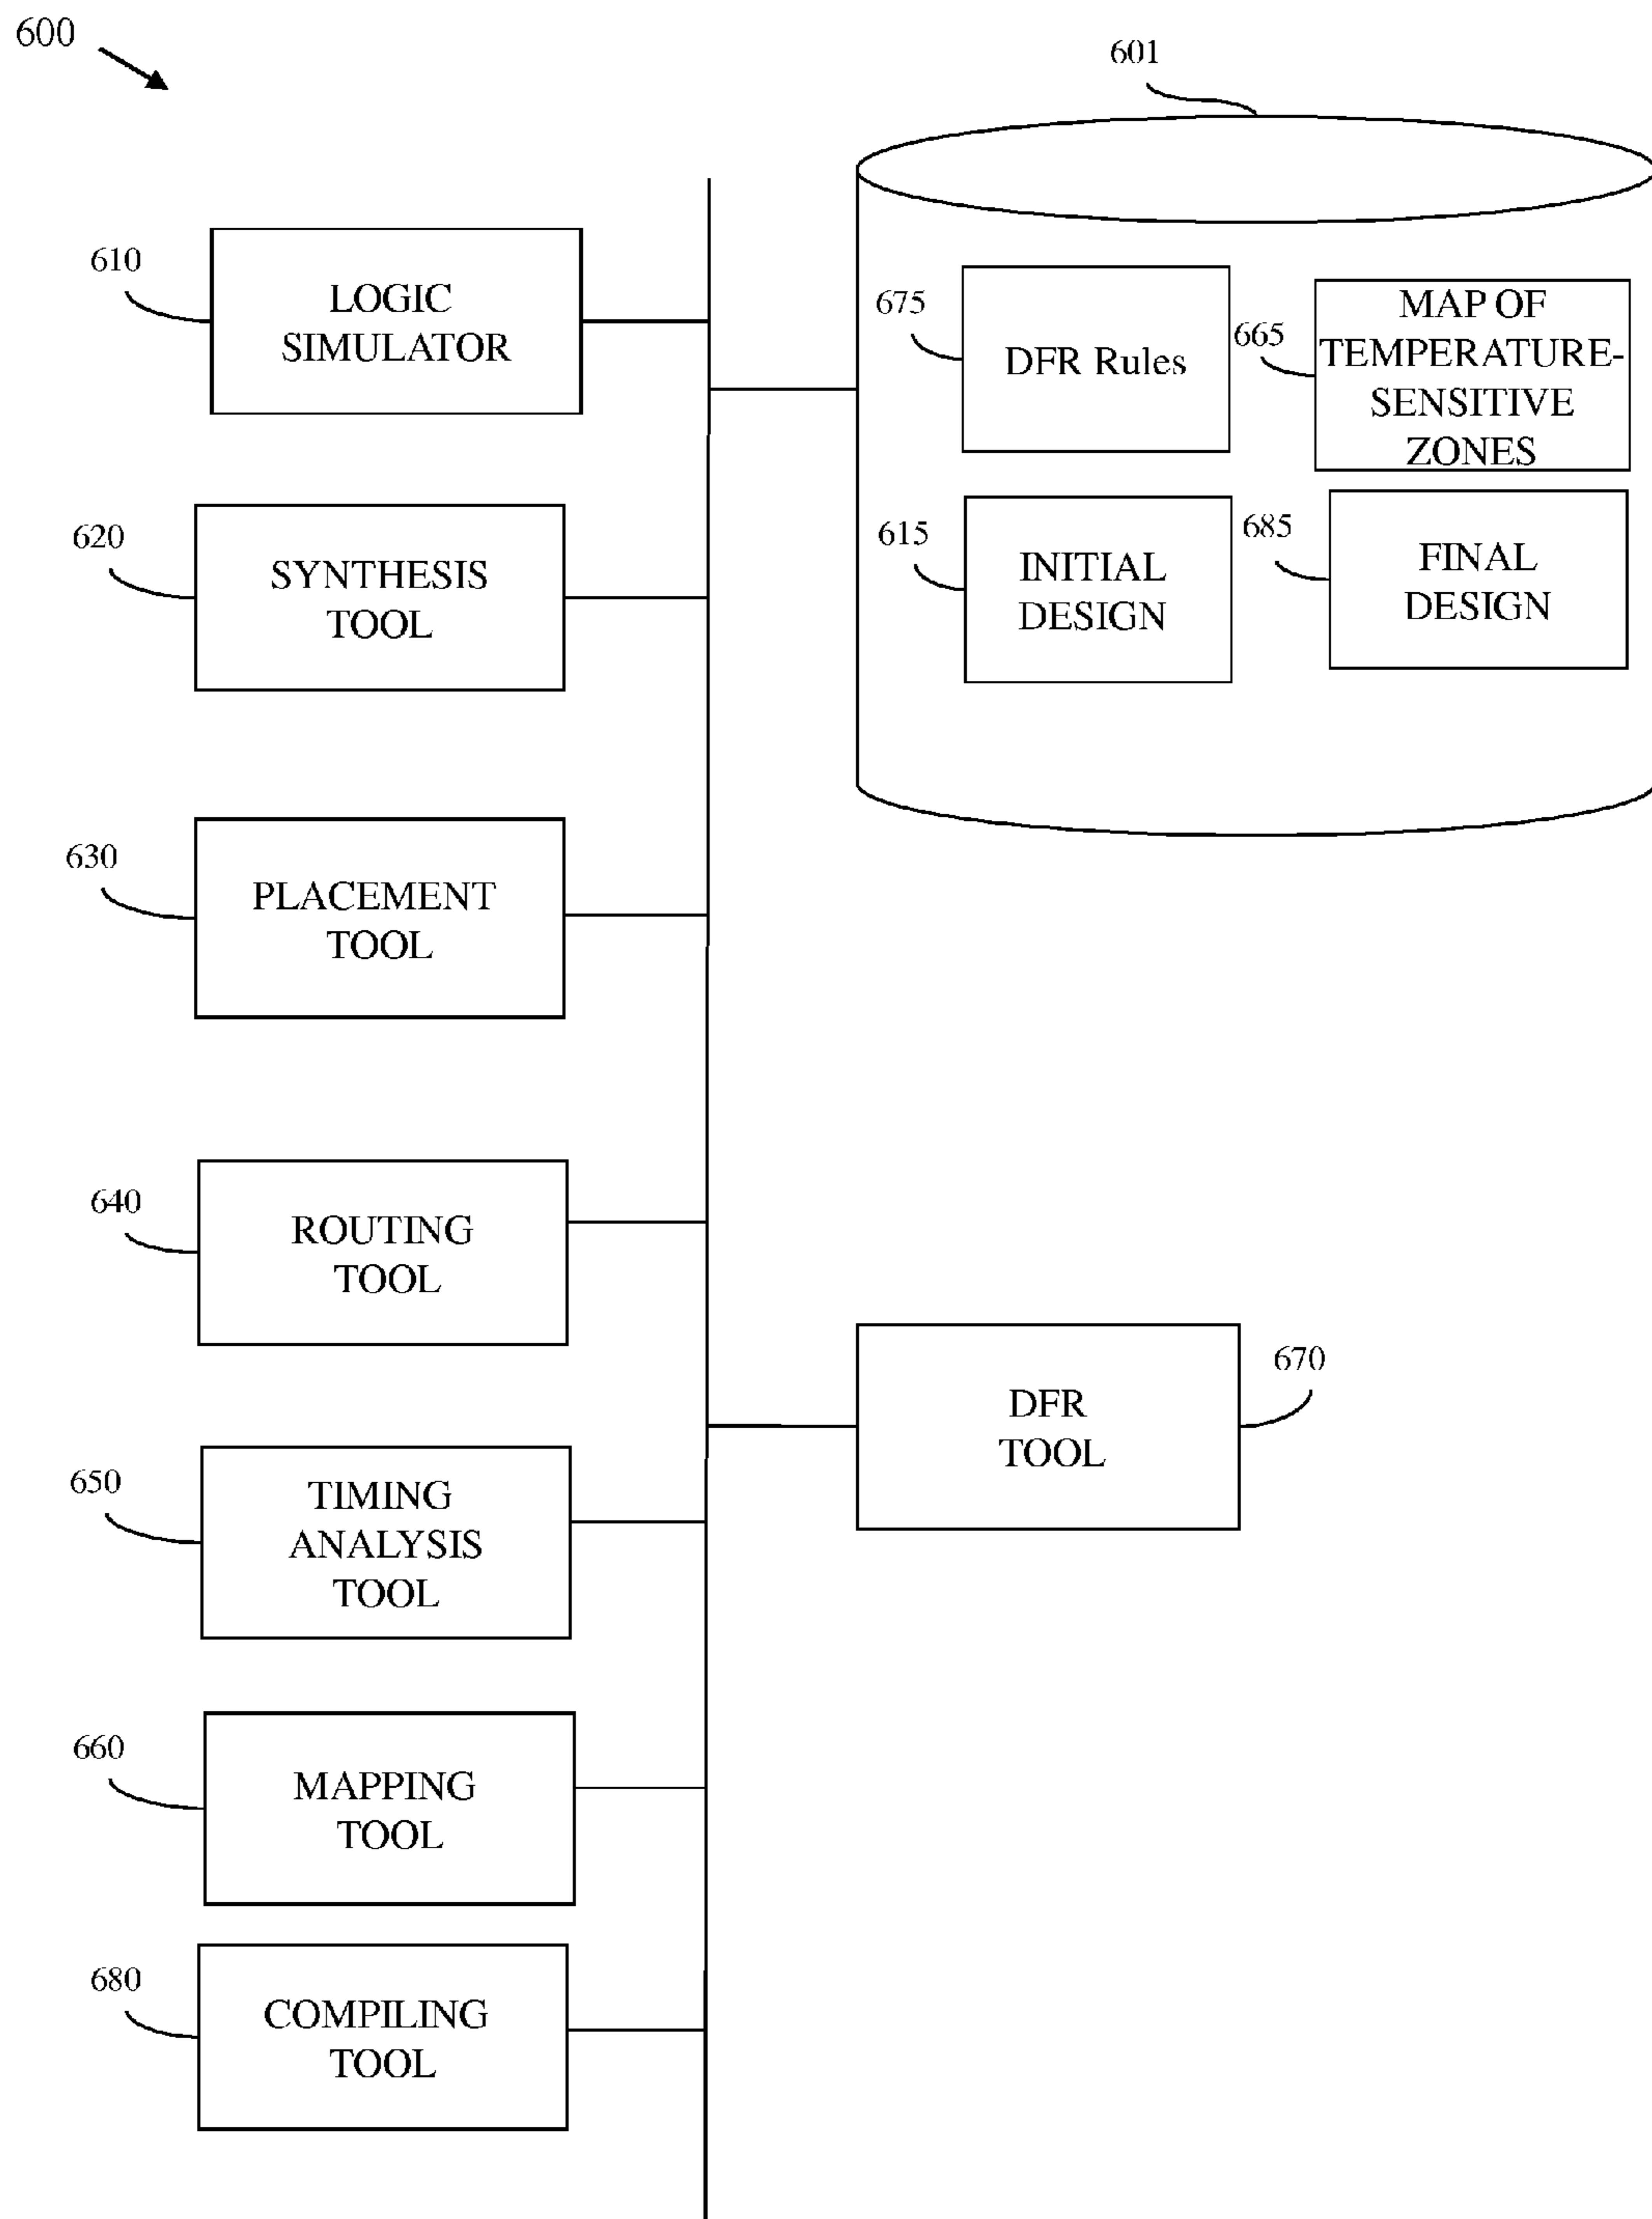 600
601
610
LOGIC
SIMULATOR
675
DFR Rules
665
MAP OF
TEMPERATURE-
SENSITIVE
ZONES
620
SYNTHESIS
TOOL
615
INITIAL
DESIGN
685
FINAL
DESIGN
630
PLACEMENT
TOOL
640
ROUTING
TOOL
670
DFR
TOOL
650
TIMING
ANALYSIS
TOOL
660
MAPPING
TOOL
680
COMPILING
TOOL